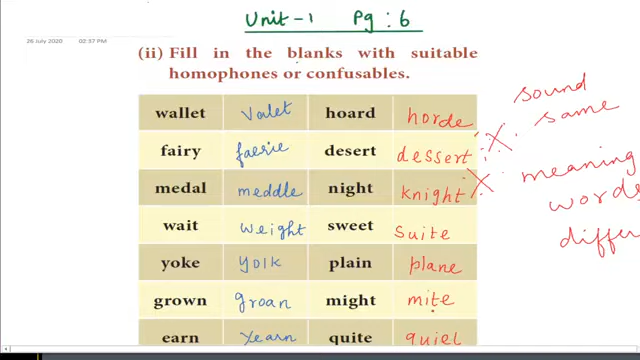 Unit-1 Pg:6
26 July 2020 02:37 PM
(ii) Fill in the blanks with suitable
homophones or confusables.
wallet valet hoard horde
fairy faerie desert dessert
medal meddle night knight
wait weight sweet suite
yoke yolk plain plane
grown groan might mite
earn yearn quite quiet
sound
same
meaning
words
differ